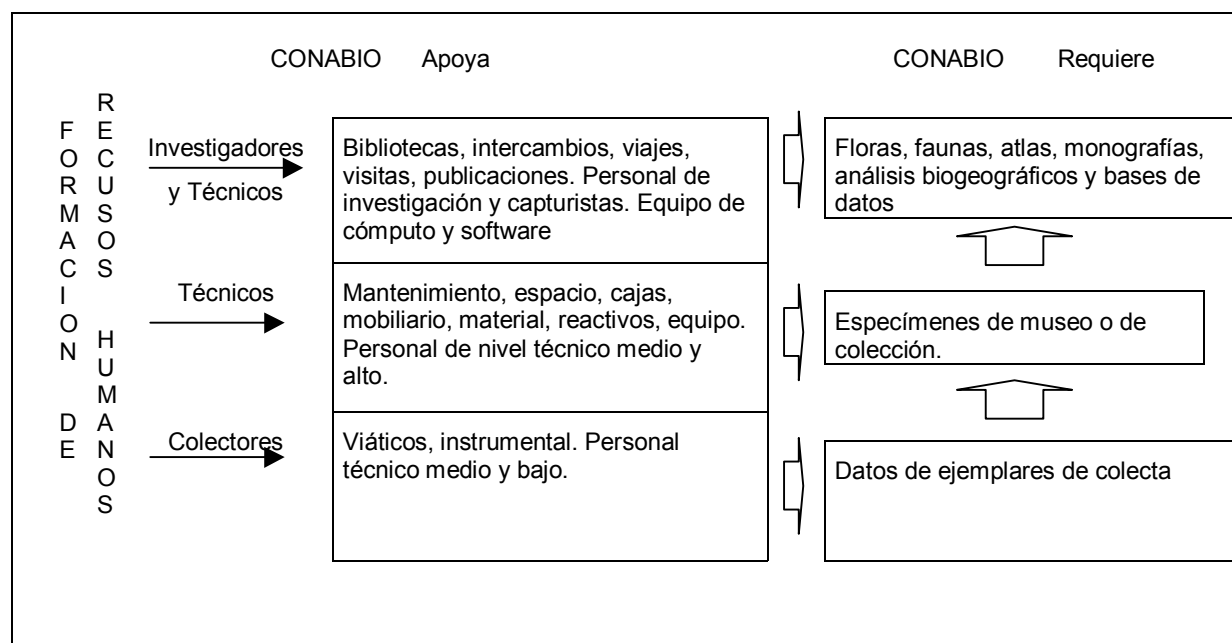 CONABIO Apoya
CONABIO Requiere
FORMACION DE
RECUSOS HUMANOS
Investigadores
y Técnicos
Bibliotecas, intercambios, viajes,
visitas, publicaciones. Personal de
investigación y capturistas. Equipo de
cómputo y software
Floras, faunas, atlas, monografías,
análisis biogeográficos y bases de
datos
Técnicos
Mantenimiento, espacio, cajas,
mobiliario, material, reactivos, equipo.
Personal de nivel técnico medio y
alto.
Especímenes de museo o de
colección.
Colectores
Viáticos, instrumental. Personal
técnico medio y bajo.
Datos de ejemplares de colecta